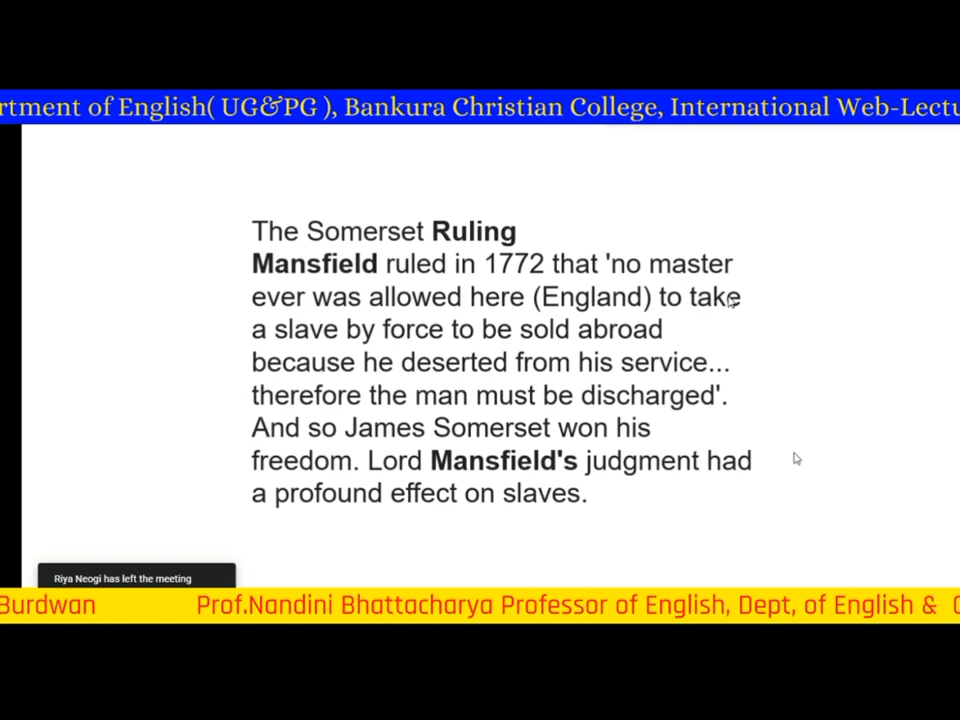 rtment of English( UG&PG ), Bankura Christian College, International Web-Lectu
The Somerset Ruling
Mansfield ruled in 1772 that 'no master
ever was allowed here (England) to take
a slave by force to be sold abroad
because he deserted from his service...
therefore the man must be discharged'.
And so James Somerset won his
freedom. Lord Mansfield's judgment had
a profound effect on slaves.
Riya Neogi has left the meeting
Burdwan Prof.Nandini Bhattacharya Professor of English, Dept, of English &